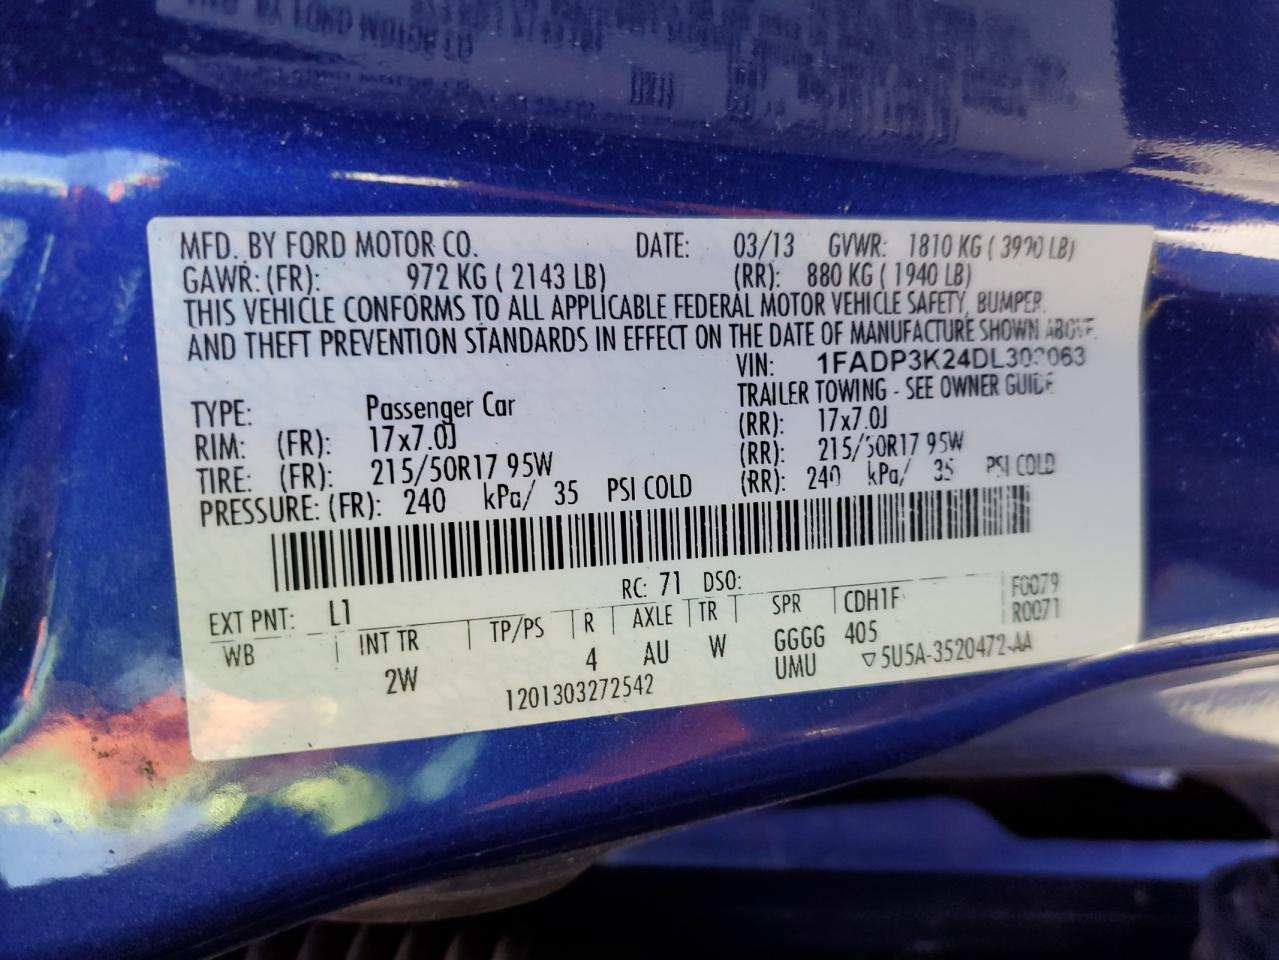 MFD. BY FORD MOTOR CO. DATE: 03/13 GVWR: 1810 KG ( 3990 LB)
GAWR: (FR): 972 KG ( 2143 LB) (RR): 880 KG ( 1940 LB)
THIS VEHICLE CONFORMS TO ALL APPLICABLE FEDERAL MOTOR VEHICLE SAFETY, BUMPER,
AND THEFT PREVENTION STANDARDS IN EFFECT ON THE DATE OF MANUFACTURE SHOWN ABOVE.
VIN:
TYPE: Passenger Car TRAILER TOWING - SEE OWNER GUIDE
RIM: (FR): 17x7.0J (RR): 17x7.0J
TIRE: (FR): 215/50R17 95W (RR): 215/50R17 95W
PRESSURE: (FR): 240 kPa/ 35 PSI COLD (RR): 240 kPa/ 35 PSI COLD
RC: 71 DSO:
EXT PNT: L1 F0079
WB INT TR TP/PS R AXLE TR SPR CDH1F R0071
2W 4 AU W GGGG 405
UMU ▽5U5A-3520472-AA
1201303272542